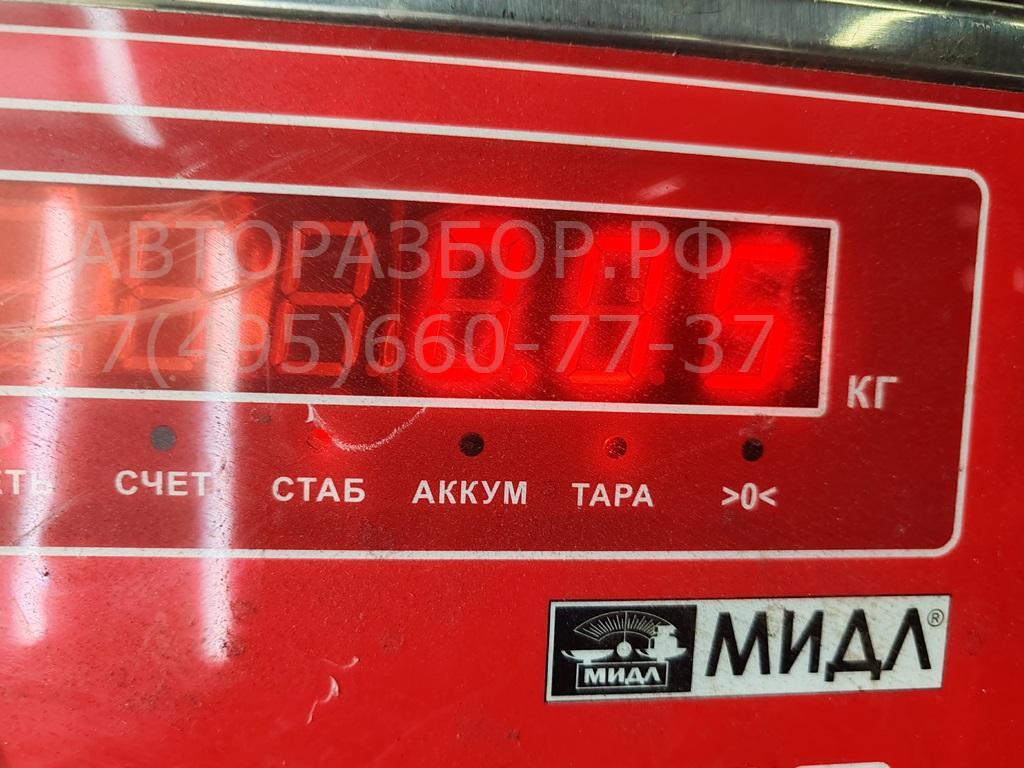 АВТОРАЗБОР.РФ
+7(495)660-77-37
КГ
СЧЕТ СТАБ АККУМ ТАРА >0<
МИДЛ МИДЛ®